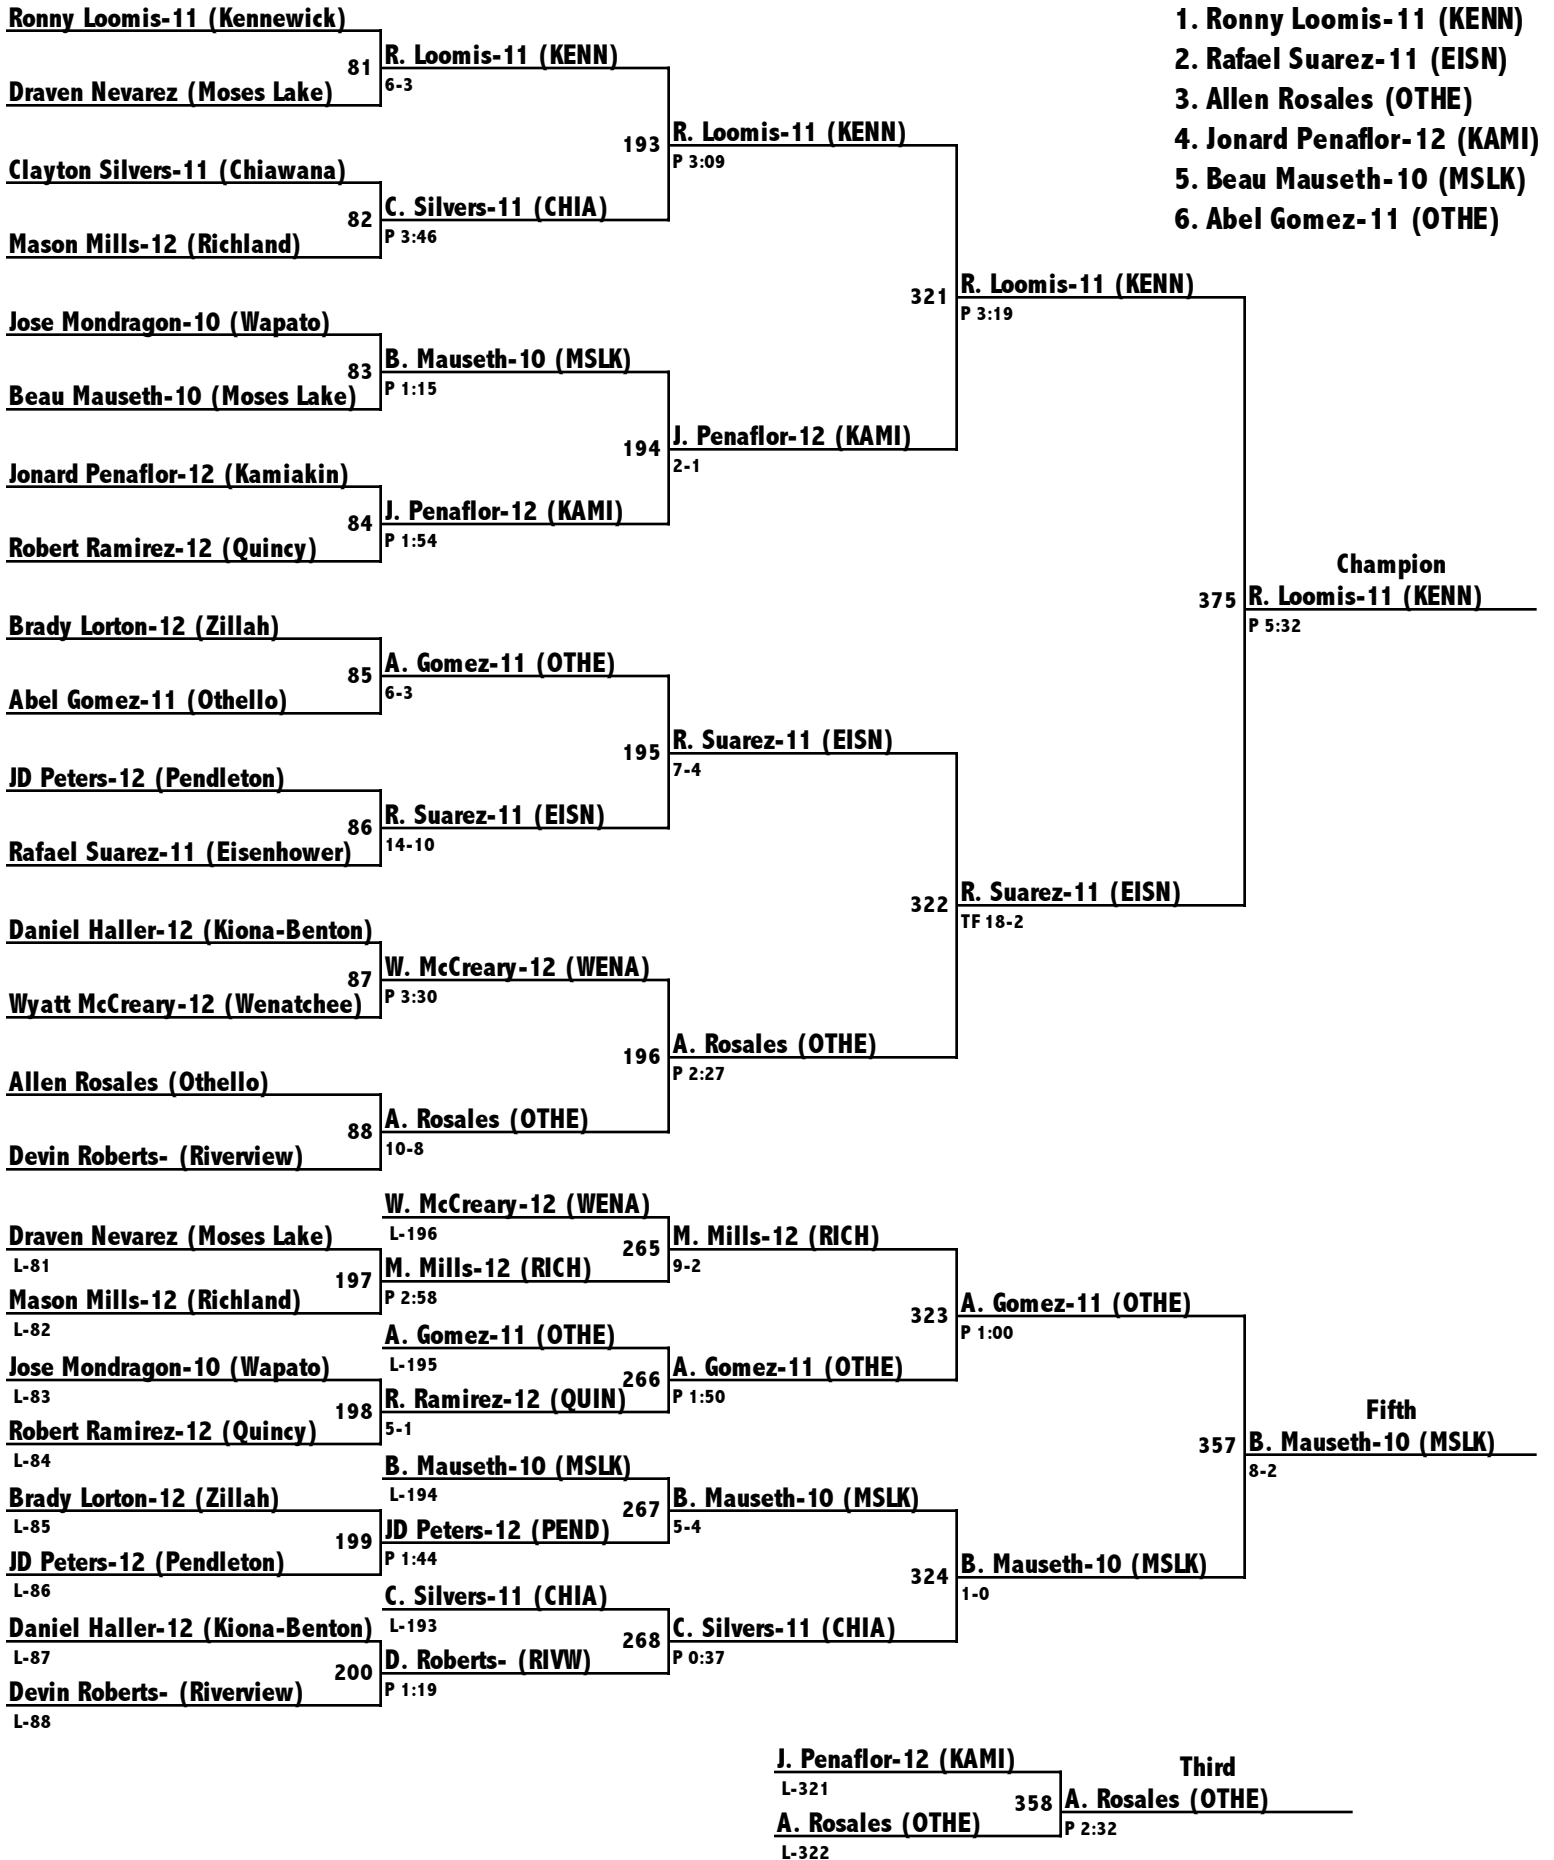 Ronny Loomis-11 (Kennewick)
81
Draven Nevarez (Moses Lake)
R. Loomis-11 (KENN)
6-3
Clayton Silvers-11 (Chiawana)
82
Mason Mills-12 (Richland)
C. Silvers-11 (CHIA)
P 3:46
193
R. Loomis-11 (KENN)
P 3:09
Jose Mondragon-10 (Wapato)
83
Beau Mauseth-10 (Moses Lake)
B. Mauseth-10 (MSLK)
P 1:15
Jonard Penaflor-12 (Kamiakin)
84
Robert Ramirez-12 (Quincy)
J. Penaflor-12 (KAMI)
P 1:54
194
J. Penaflor-12 (KAMI)
2-1
321
R. Loomis-11 (KENN)
P 3:19
Brady Lorton-12 (Zillah)
85
Abel Gomez-11 (Othello)
A. Gomez-11 (OTHE)
6-3
JD Peters-12 (Pendleton)
86
Rafael Suarez-11 (Eisenhower)
R. Suarez-11 (EISN)
14-10
195
R. Suarez-11 (EISN)
7-4
Daniel Haller-12 (Kiona-Benton)
87
Wyatt McCreary-12 (Wenatchee)
W. McCreary-12 (WENA)
P 3:30
Allen Rosales (Othello)
88
Devin Roberts- (Riverview)
A. Rosales (OTHE)
10-8
196
A. Rosales (OTHE)
P 2:27
322
R. Suarez-11 (EISN)
TF 18-2
375
Champion
R. Loomis-11 (KENN)
P 5:32
1. Ronny Loomis-11 (KENN)
2. Rafael Suarez-11 (EISN)
3. Allen Rosales (OTHE)
4. Jonard Penaflor-12 (KAMI)
5. Beau Mauseth-10 (MSLK)
6. Abel Gomez-11 (OTHE)
Draven Nevarez (Moses Lake)
L-81
197
Mason Mills-12 (Richland)
L-82
W. McCreary-12 (WENA)
L-196
265
M. Mills-12 (RICH)
P 2:58
M. Mills-12 (RICH)
9-2
Jose Mondragon-10 (Wapato)
L-83
198
Robert Ramirez-12 (Quincy)
L-84
A. Gomez-11 (OTHE)
L-195
266
R. Ramirez-12 (QUIN)
5-1
A. Gomez-11 (OTHE)
P 1:50
323
A. Gomez-11 (OTHE)
P 1:00
Brady Lorton-12 (Zillah)
L-85
199
JD Peters-12 (Pendleton)
L-86
B. Mauseth-10 (MSLK)
L-194
267
JD Peters-12 (PEND)
P 1:44
B. Mauseth-10 (MSLK)
5-4
Daniel Haller-12 (Kiona-Benton)
L-87
200
Devin Roberts- (Riverview)
L-88
C. Silvers-11 (CHIA)
L-193
268
D. Roberts- (RIVW)
P 1:19
C. Silvers-11 (CHIA)
P 0:37
324
B. Mauseth-10 (MSLK)
1-0
357
Fifth
B. Mauseth-10 (MSLK)
8-2
J. Penaflor-12 (KAMI)
L-321
358
A. Rosales (OTHE)
L-322
Third
A. Rosales (OTHE)
P 2:32